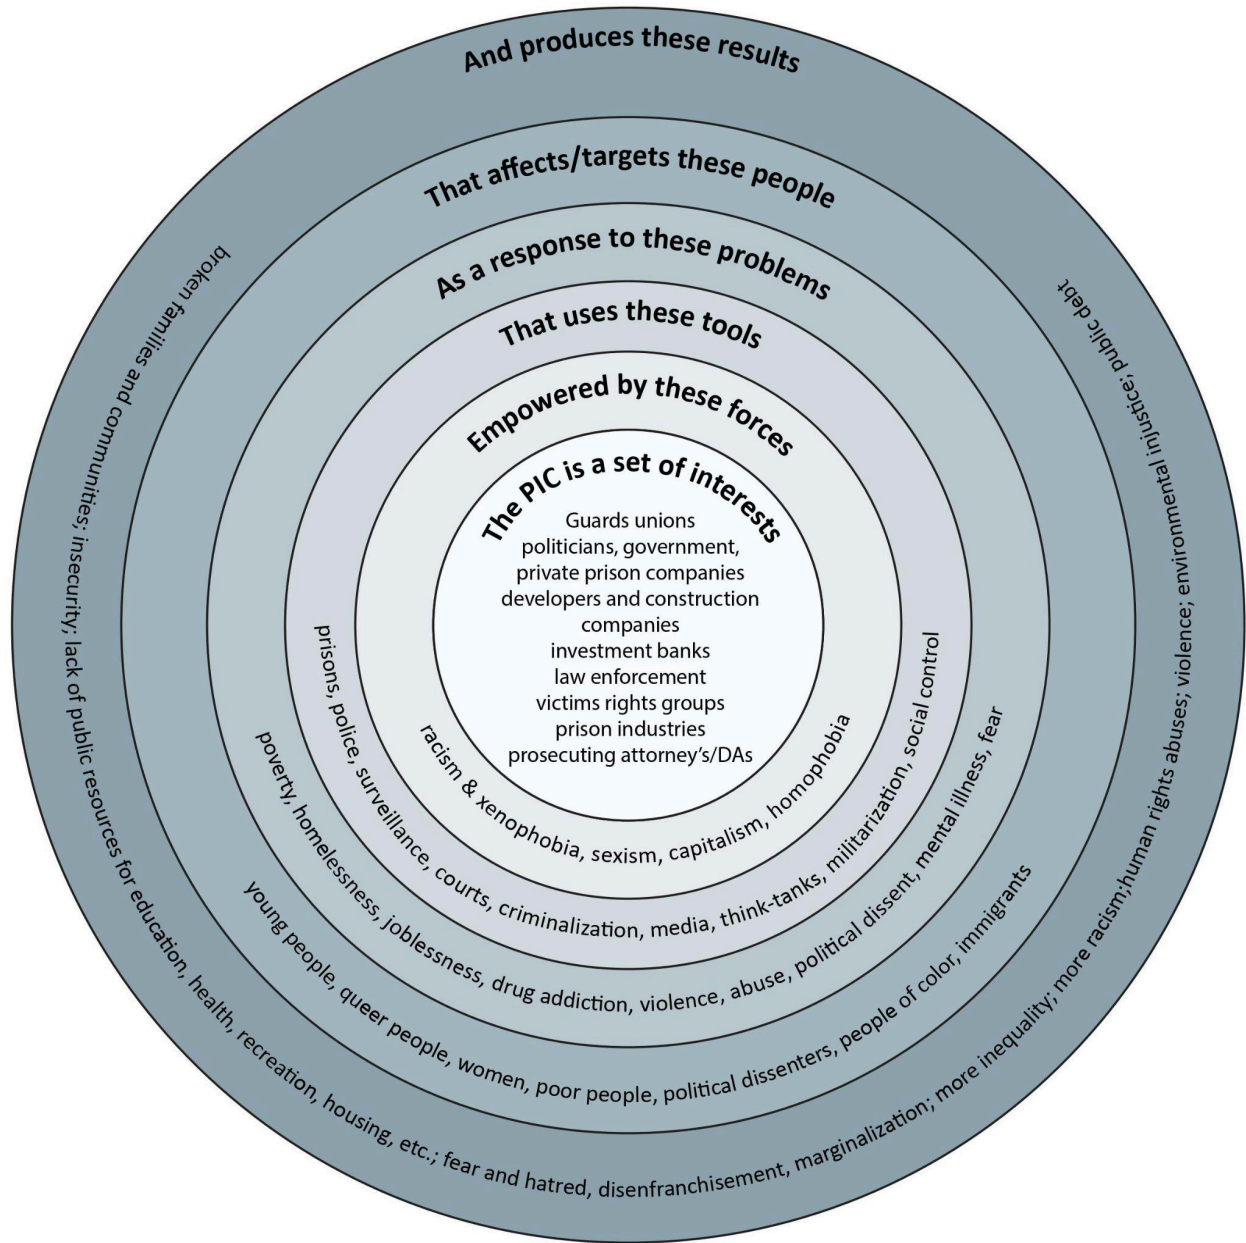 And produces these results
broken families and communities; insecurity; lack of public resources for education, health, recreation, housing, etc.; fear and hatred, disenfranchisement, marginalization; more inequality; more racism;human rights abuses; violence; environmental injustice; public debt
That affects/targets these people
young people, queer people, women, poor people, political dissenters, people of color, immigrants
As a response to these problems
poverty, homelessness, joblessness, drug addiction, violence, abuse, political dissent, mental illness, fear
That uses these tools
prisons, police, surveillance, courts, criminalization, media, think-tanks, militarization, social control
Empowered by these forces
racism & xenophobia, sexism, capitalism, homophobia
The PIC is a set of interests
Guards unions
politicians, government,
private prison companies
developers and construction
companies
investment banks
law enforcement
victims rights groups
prison industries
prosecuting attorney's/DAs